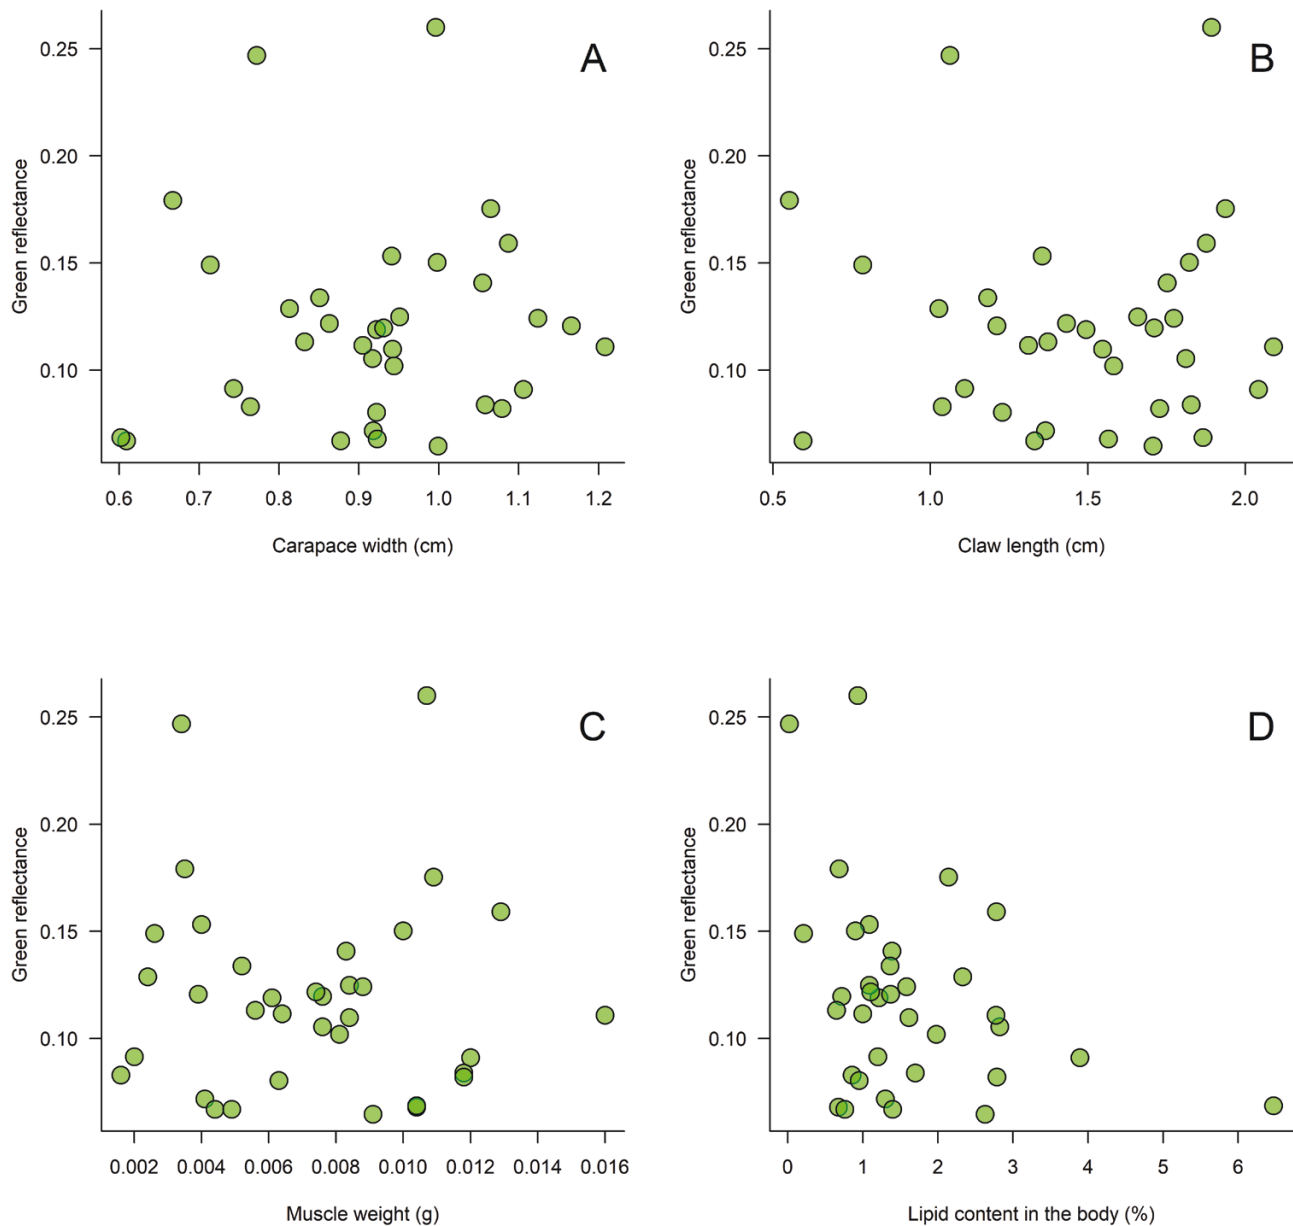 A
0.25
0.20
0.15
0.10
Green reflectance
0.6 0.7 0.8 0.9 1.0 1.1 1.2
Carapace width (cm)
B
0.25
0.20
0.15
0.10
Green reflectance
0.5 1.0 1.5 2.0
Claw length (cm)
C
0.25
0.20
0.15
0.10
Green reflectance
0.002 0.004 0.006 0.008 0.010 0.012 0.014 0.016
Muscle weight (g)
D
0.25
0.20
0.15
0.10
Green reflectance
0 1 2 3 4 5 6
Lipid content in the body (%)